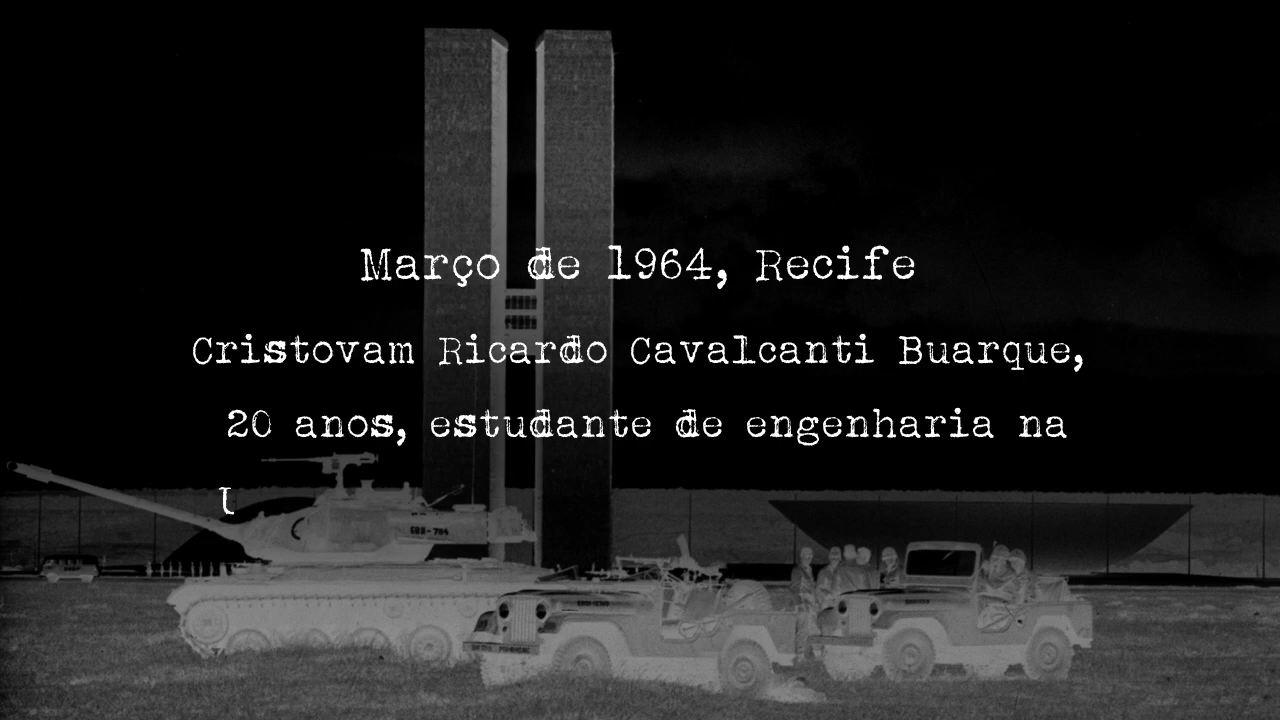 Março de 1964, Recife
Cristovam Ricardo Cavalcanti Buarque,
20 anos, estudante de engenharia na